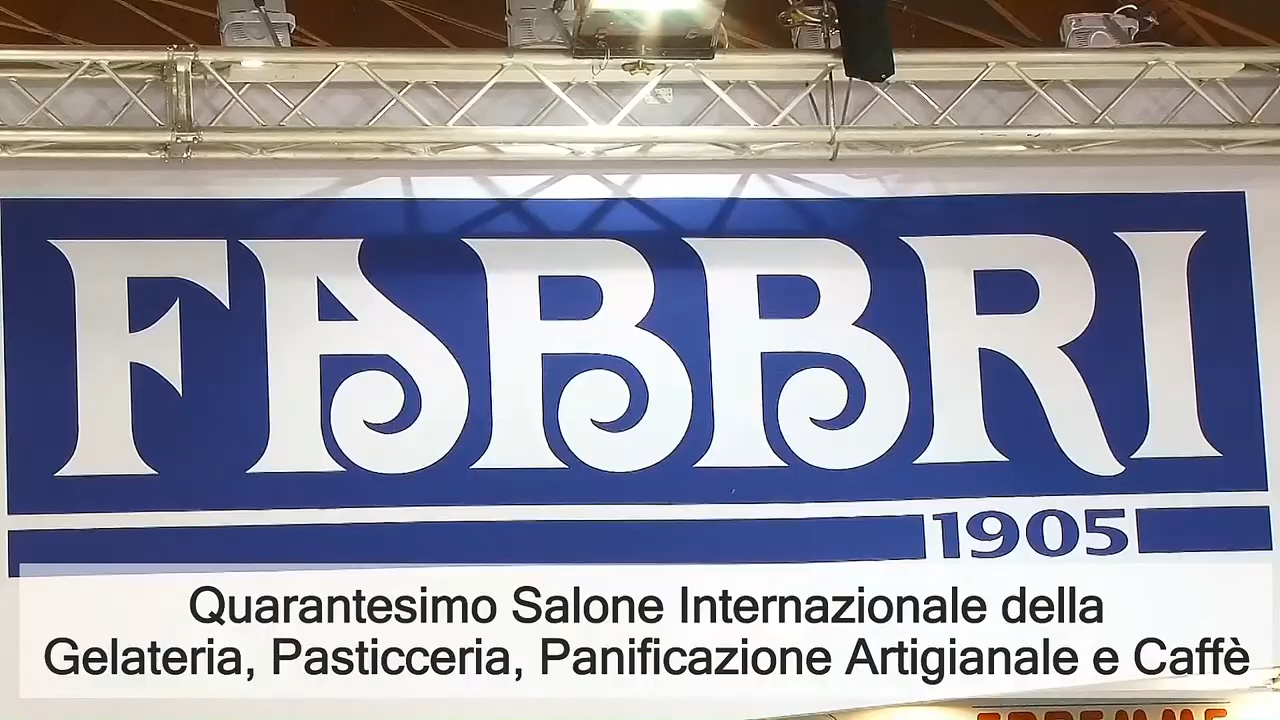 FABBRI
1905
Quarantesimo Salone Internazionale della
Gelateria, Pasticceria, Panificazione Artigianale e Caffè